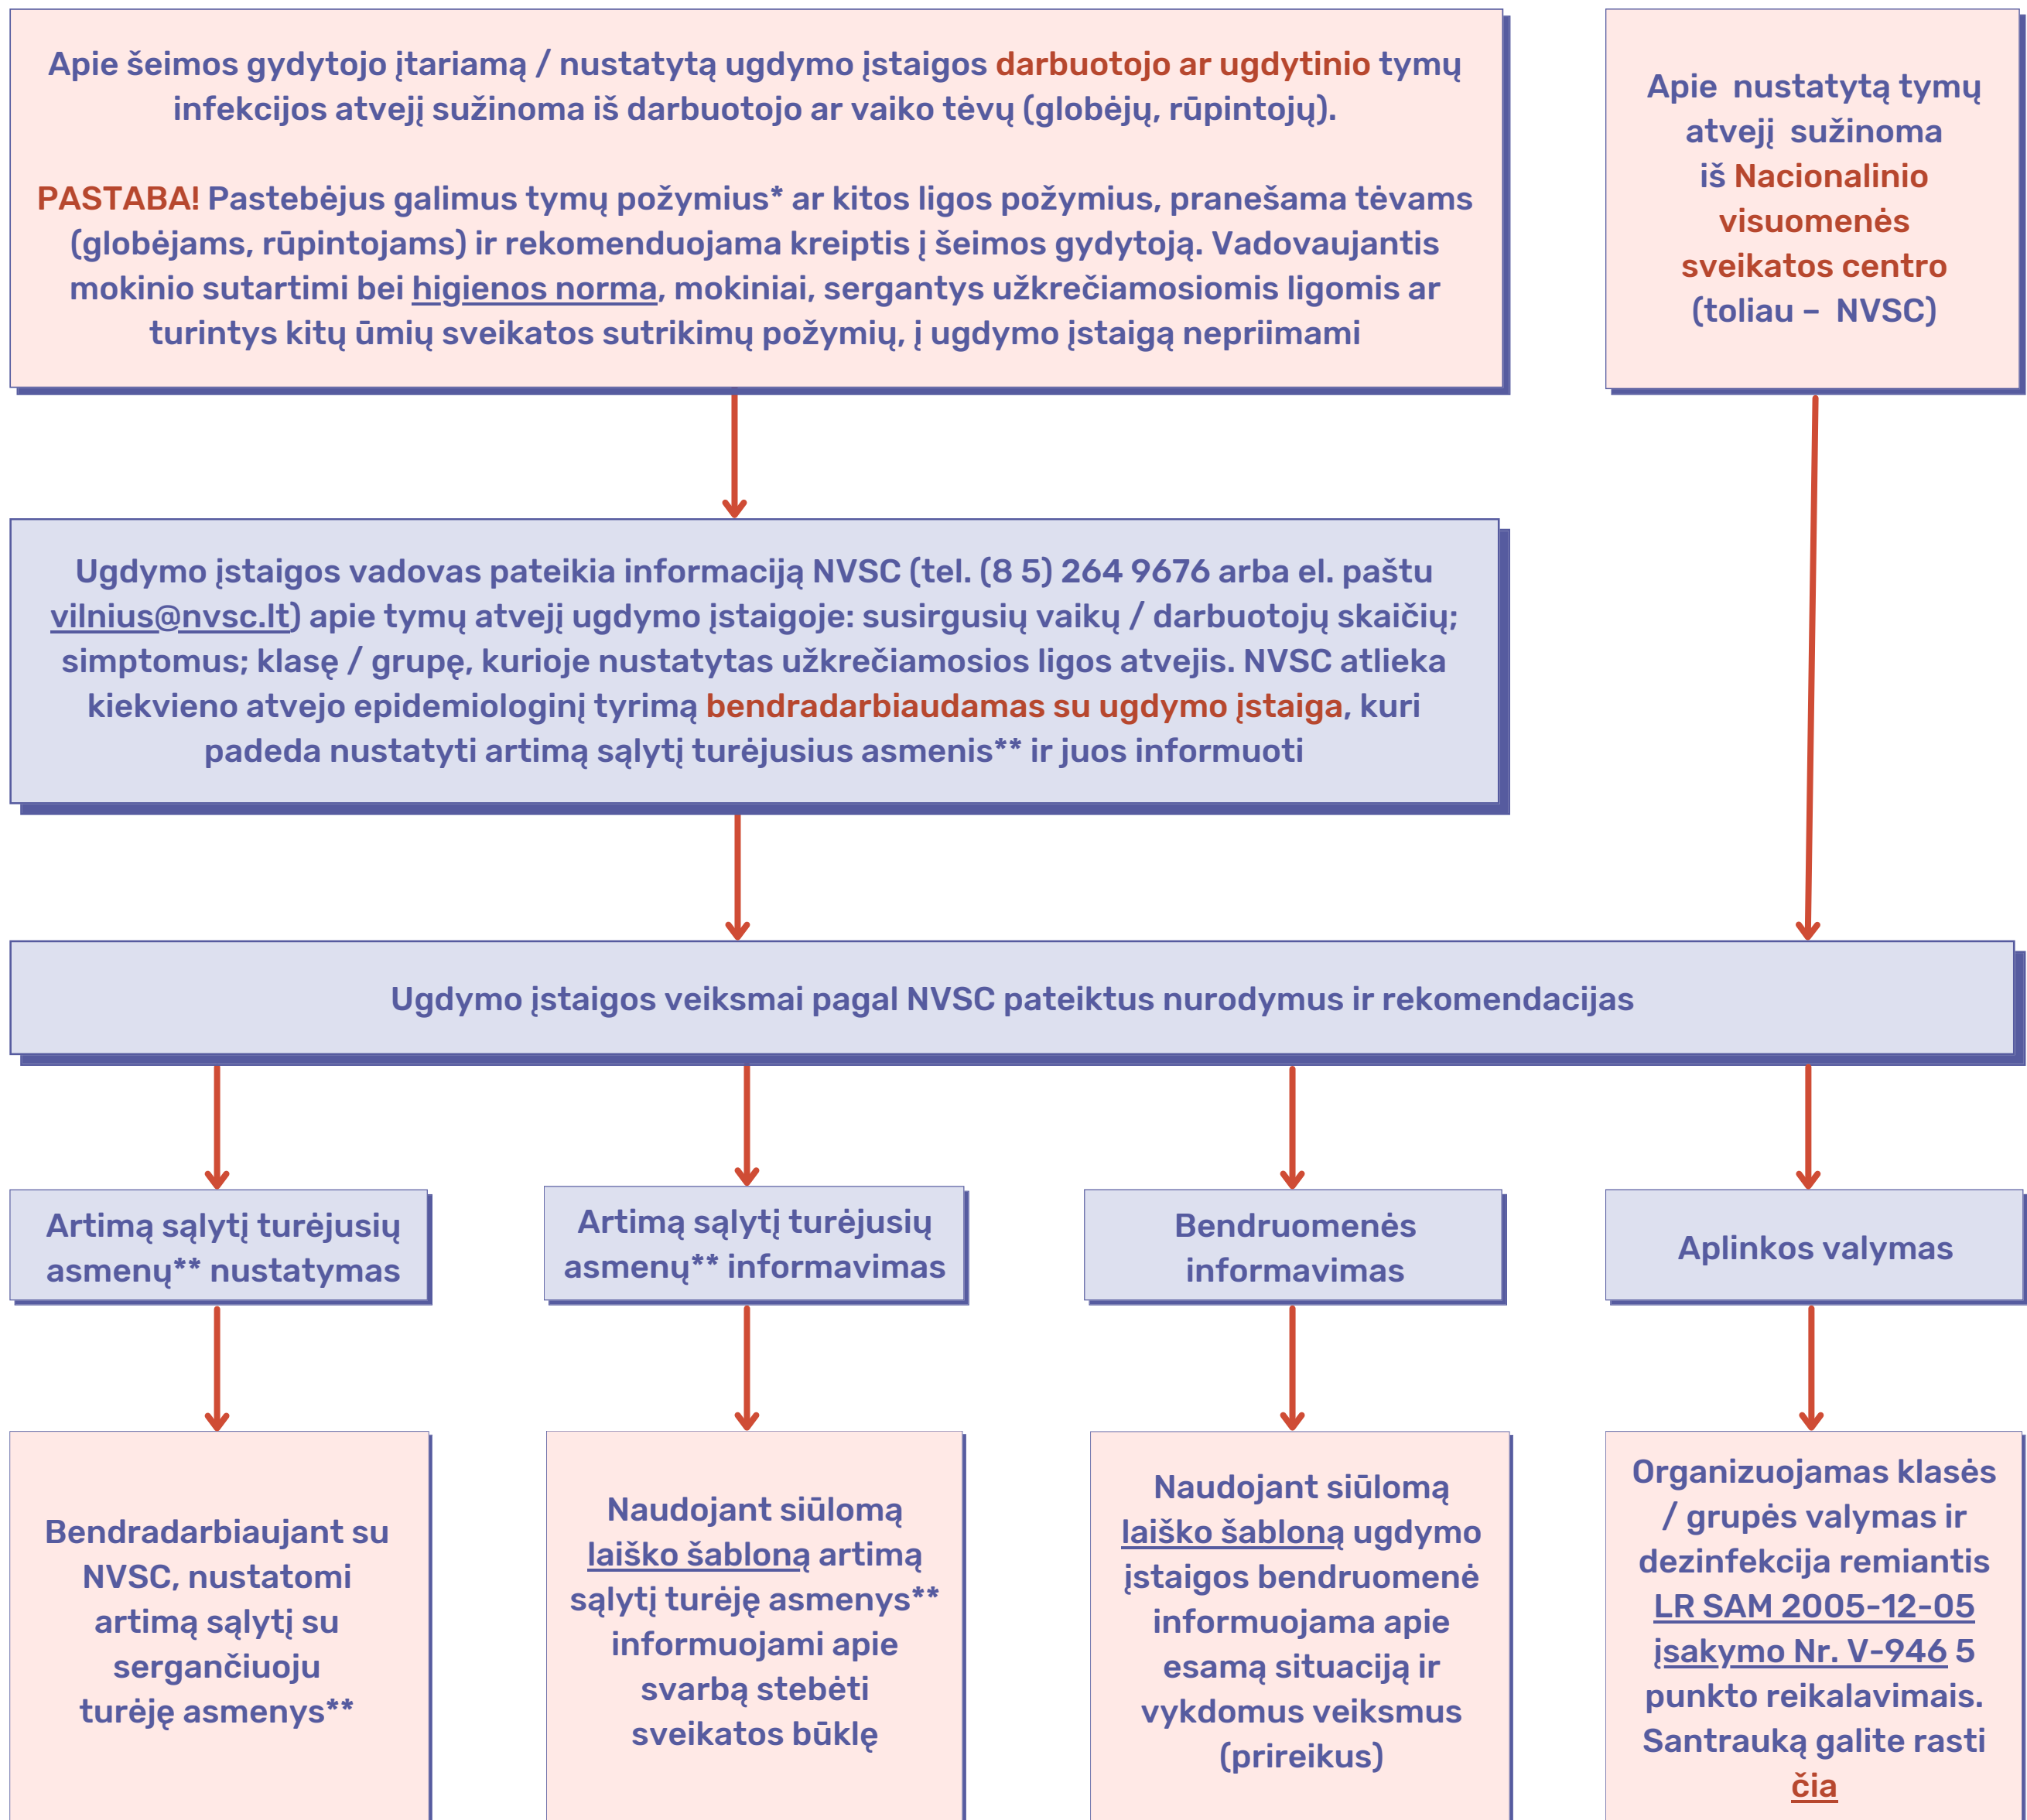 Apie šeimos gydytojo įtariamą / nustatytą ugdymo įstaigos darbuotojo ar ugdytinio tymų
infekcijos atvejį sužinoma iš darbuotojo ar vaiko tėvų (globėjų, rūpintojų).
PASTABA! Pastebėjus galimus tymų požymius* ar kitos ligos požymius, pranešama tėvams
(globėjams, rūpintojams) ir rekomenduojama kreiptis į šeimos gydytoją. Vadovaujantis
mokinio sutartimi bei higienos norma, mokiniai, sergantys užkrečiamosiomis ligomis ar
turintys kitų ūmių sveikatos sutrikimų požymių, į ugdymo įstaigą nepriimami
Apie nustatytą tymų
atvejį sužinoma
iš Nacionalinio
visuomenės
sveikatos centro
(toliau – NVSC)
Ugdymo įstaigos vadovas pateikia informaciją NVSC (tel. (8 5) 264 9676 arba el. paštu
vilnius@nvsc.lt) apie tymų atvejį ugdymo įstaigoje: susirgusių vaikų / darbuotojų skaičių;
simptomus; klasę / grupę, kurioje nustatytas užkrečiamosios ligos atvejis. NVSC atlieka
kiekvieno atvejo epidemiologinį tyrimą bendradarbiaudamas su ugdymo įstaiga, kuri
padeda nustatyti artimą sąlytį turėjusius asmenis** ir juos informuoti
Ugdymo įstaigos veiksmai pagal NVSC pateiktus nurodymus ir rekomendacijas
Artimą sąlytį turėjusių
asmenų** nustatymas
Artimą sąlytį turėjusių
asmenų** informavimas
Bendruomenės
informavimas
Aplinkos valymas
Bendradarbiaujant su
NVSC, nustatomi
artimą sąlytį su
sergančiuoju
turėję asmenys**
Naudojant siūlomą
laiško šabloną artimą
sąlytį turėję asmenys**
informuojami apie
svarbą stebėti
sveikatos būklę
Naudojant siūlomą
laiško šabloną ugdymo
įstaigos bendruomenė
informuojama apie
esamą situaciją ir
vykdomus veiksmus
(prireikus)
Organizuojamas klasės
/ grupės valymas ir
dezinfekcija remiantis
LR SAM 2005-12-05
įsakymo Nr. V-946 5
punkto reikalavimais.
Santrauką galite rasti
čia